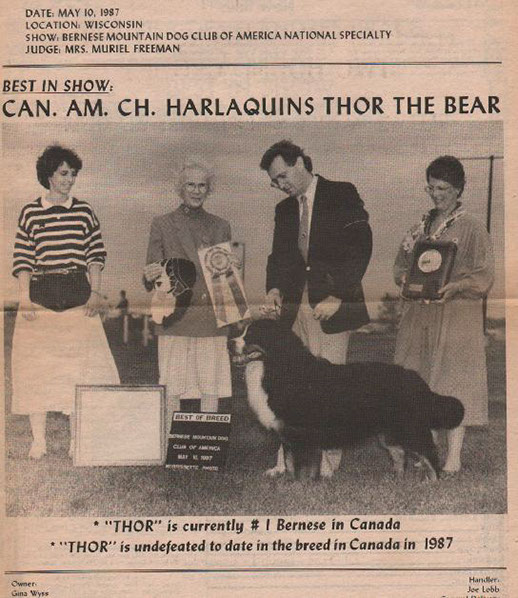 DATE: MAY 10, 1987
LOCATION: WISCONSIN
SHOW: BERNESE MOUNTAIN DOG CLUB OF AMERICA NATIONAL SPECIALTY
JUDGE: MRS. MURIEL FREEMAN
BEST IN SHOW:
CAN. AM. CH. HARLAQUINS THOR THE BEAR
BEST OF BREED
BERNESE MOUNTAIN DOG
CLUB OF AMERICA
MAY 10, 1987
PHOTO
* "THOR" is currently # 1 Bernese in Canada
* "THOR" is undefeated to date in the breed in Canada in 1987
Owner:
Gina Wyss
Handler:
Joe Lobb